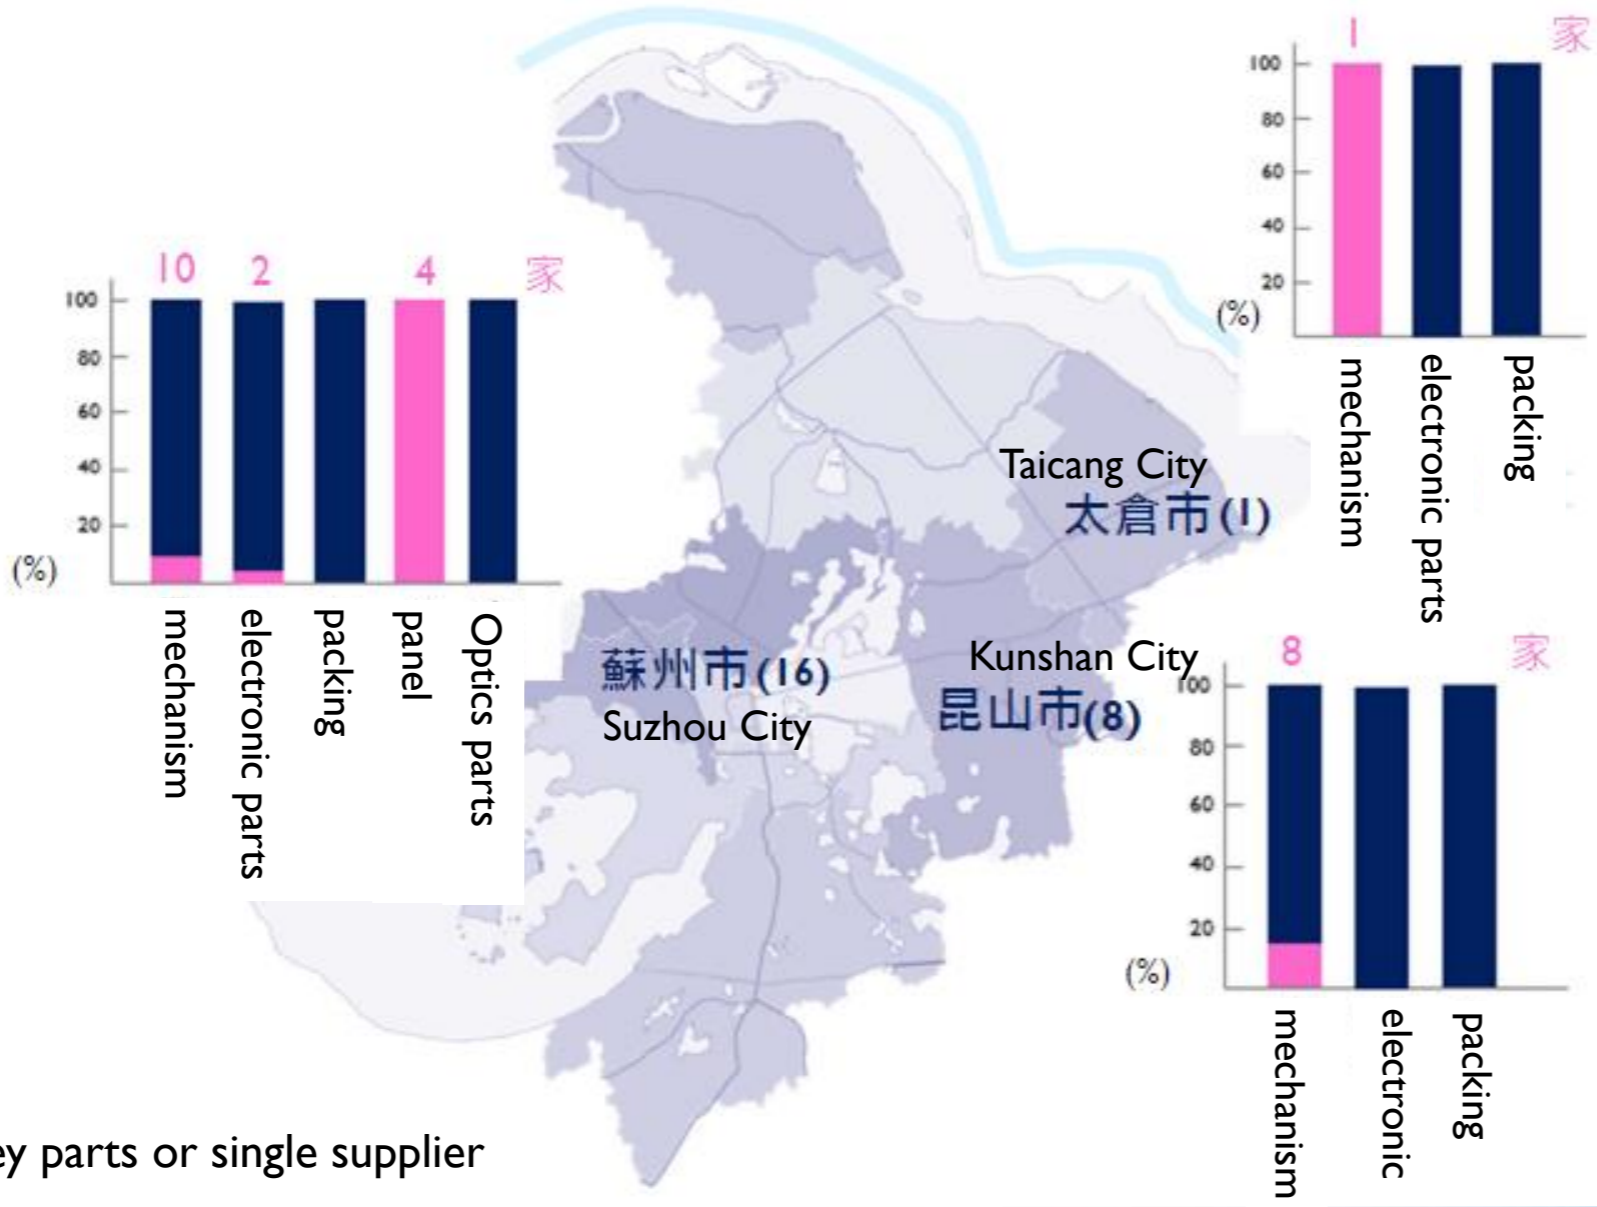 10 2 4 家
100
80
60
40
20
(%)
mechanism
electronic parts
packing
panel
Optics parts
1 家
100
80
60
40
20
(%)
mechanism
electronic parts
packing
Taicang City
太倉市(1)
Kunshan City
昆山市(8)
蘇州市(16)
Suzhou City
8 家
100
80
60
40
20
(%)
mechanism
electronic
packing
parts or single supplier